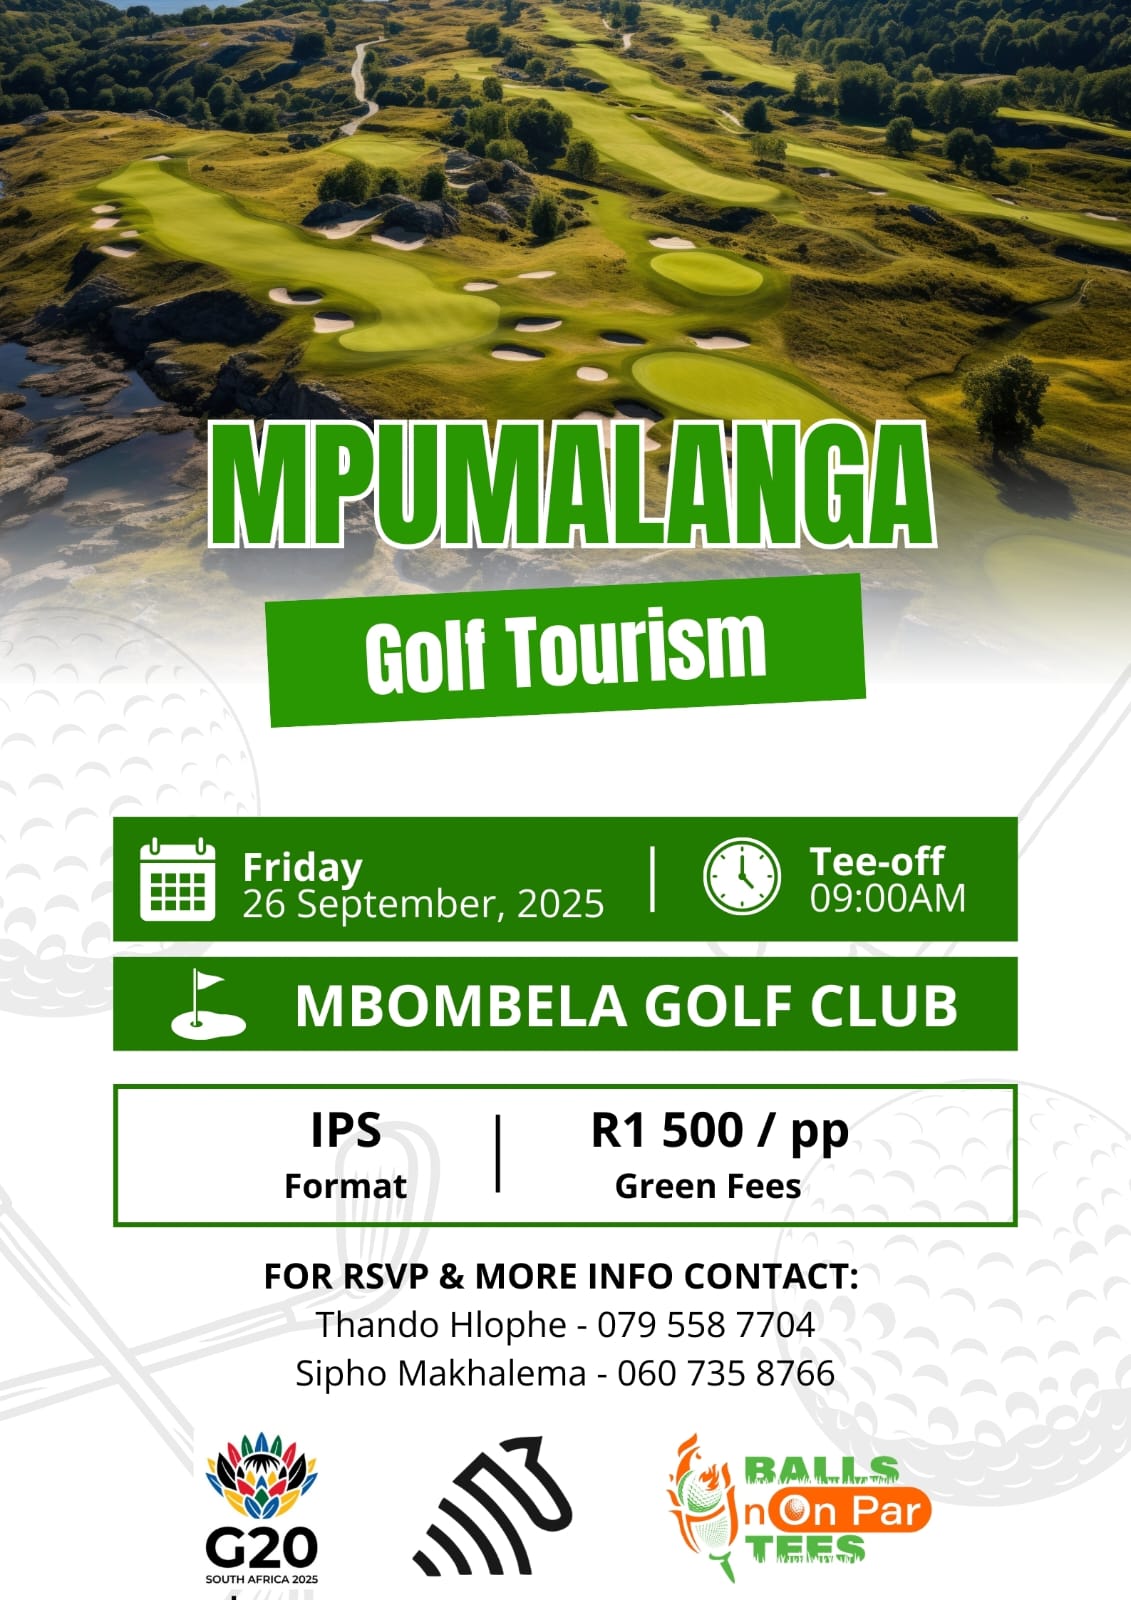 MPUMALANGA
Golf Tourism
Friday
26 September, 2025
Tee-off
09:00AM
MBOMBELA GOLF CLUB
IPS
Format
R1 500 / pp
Green Fees
FOR RSVP & MORE INFO CONTACT:
Thando Hlophe - 079 558 7704
Sipho Makhalema - 060 735 8766
G20
SOUTH AFRICA 2025
BALLS
nOn Par
TEES